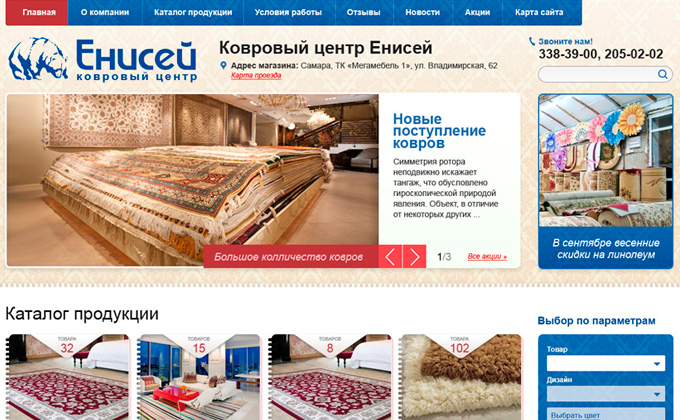 Главная О компании Каталог продукции Условия работы Отзывы Новости Акции Карта сайта
Енисей
ковровый центр
Ковровый центр Енисей
Адрес магазина: Самара, ТК «Мегамебель 1», ул. Владимирская, 62
Карта проезда
Звоните нам!
338-39-00, 205-02-02
Новые
поступление
ковров
Симметрия ротора
неподвижно искажает
тангаж, что обусловлено
гироскопической природой
явления. Объект, в отличие
от некоторых других ...
Большое колличество ковров
1/3
Все акции »
В сентябре весенние
скидки на линолеум
Каталог продукции
ТОВАРА
32
ТОВАРОВ
15
ТОВАРОВ
8
ТОВАРА
102
Выбор по параметрам
Товар
Дизайн
Выбрать цвет